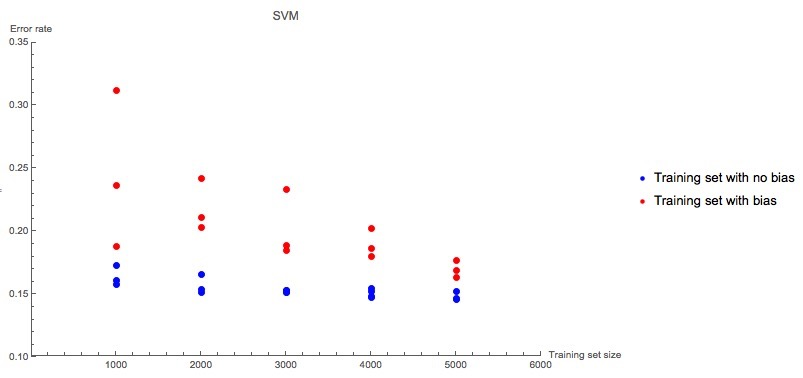 SVM
Error rate
0.35
0.30
0.25
0.20
0.15
0.10
1000 2000 3000 4000 5000 6000
Training set size
Training set with no bias
Training set with bias